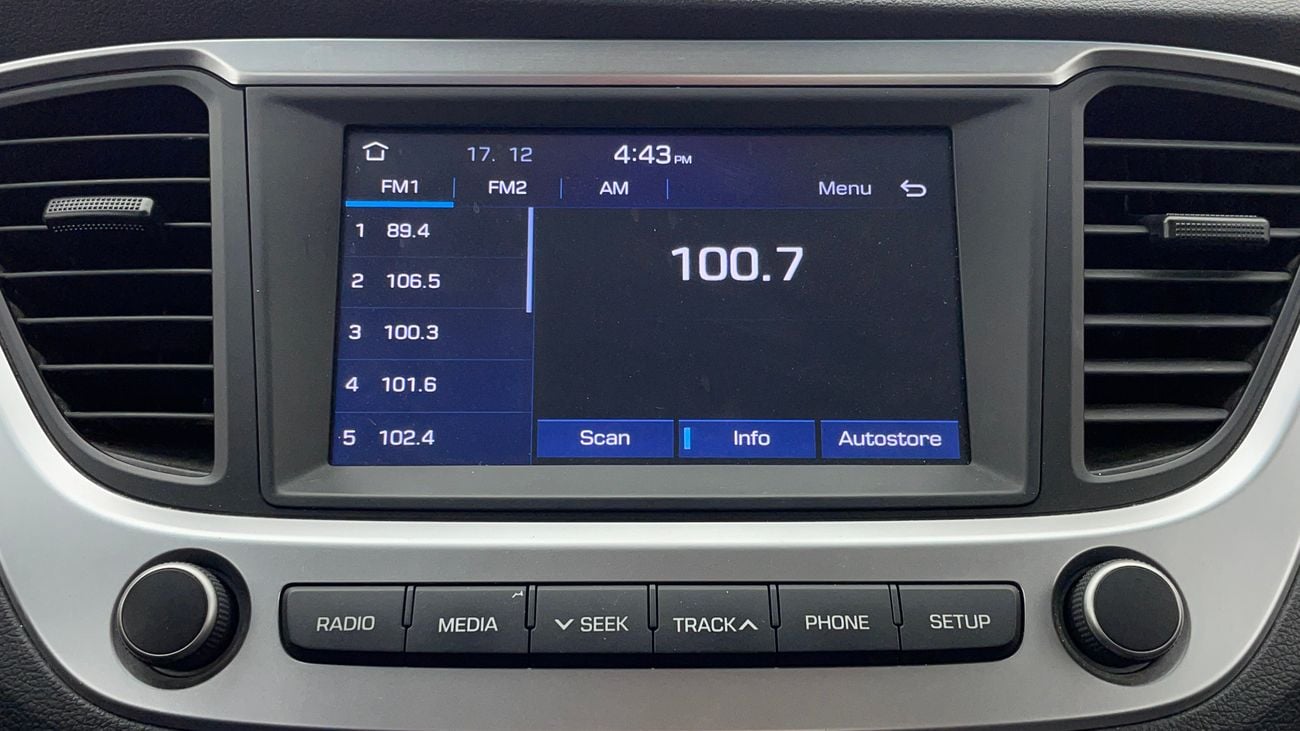 17. 12 4:43 PM
FM1 FM2 AM Menu
1 89.4
2 106.5
3 100.3
4 101.6
5 102.4
100.7
Scan Info Autostore
RADIO MEDIA SEEK TRACK PHONE SETUP